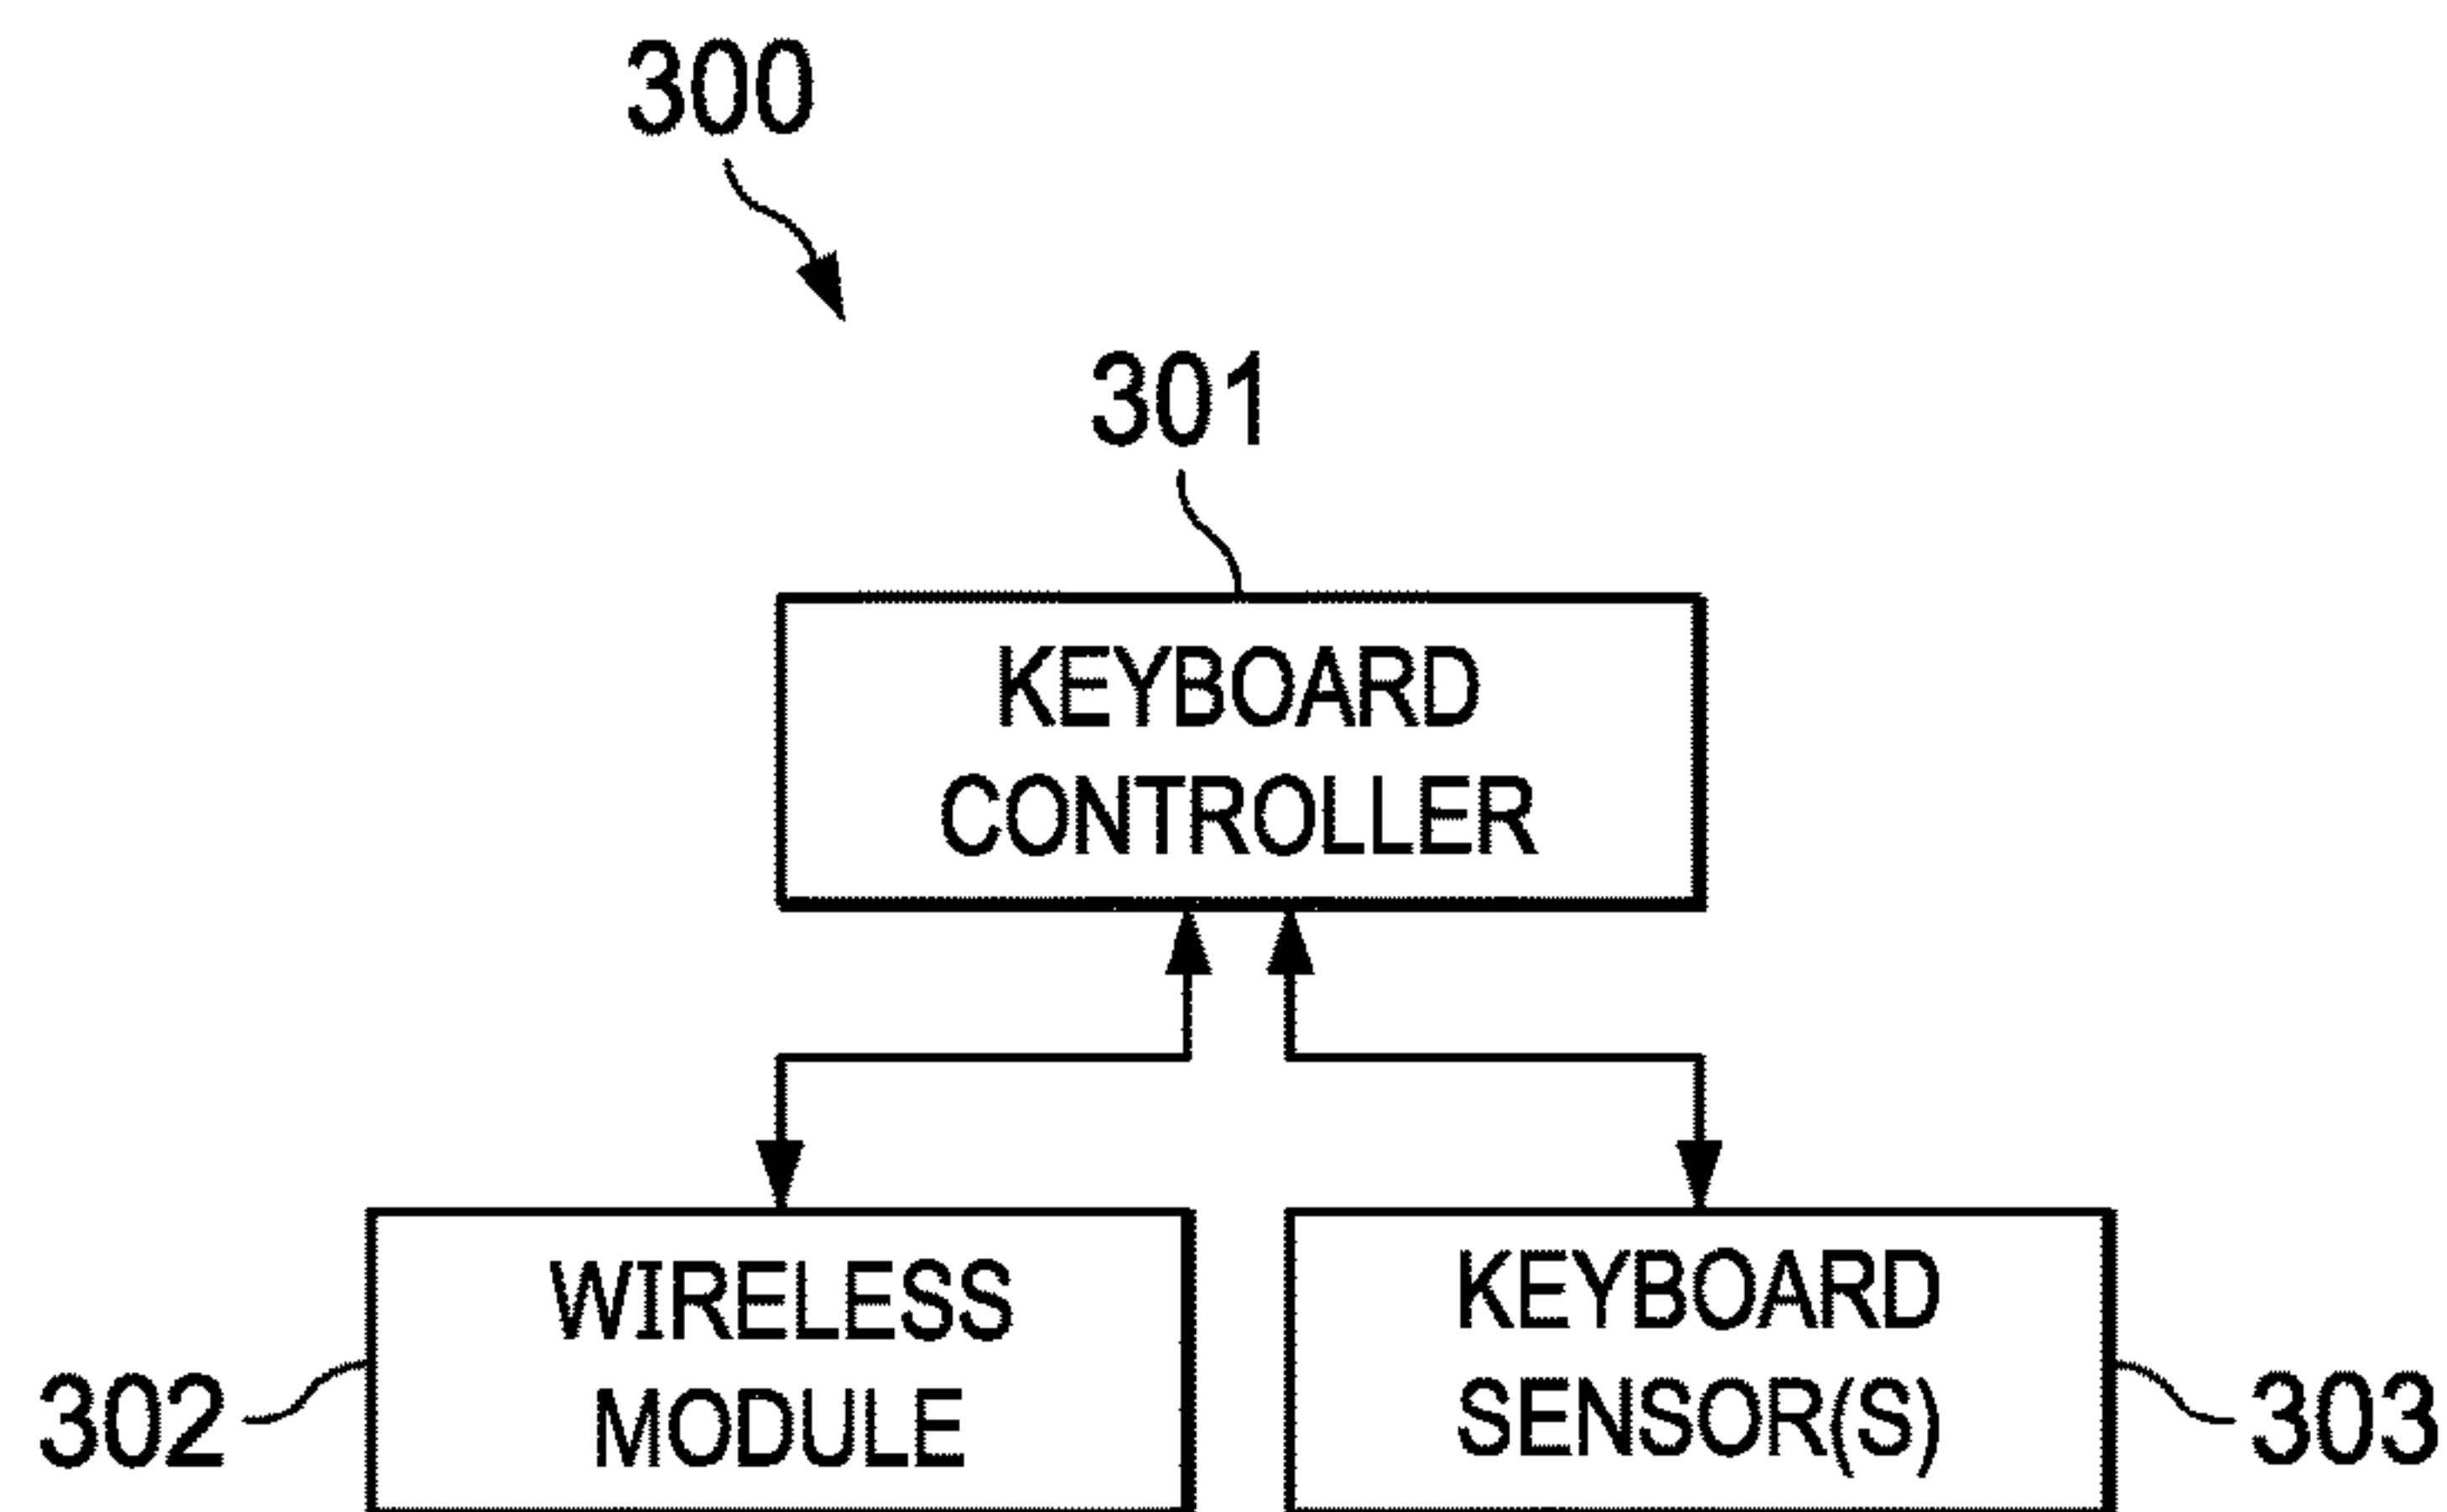 300
301
KEYBOARD
CONTROLLER
WIRELESS
MODULE
302
KEYBOARD
SENSOR(S)
303